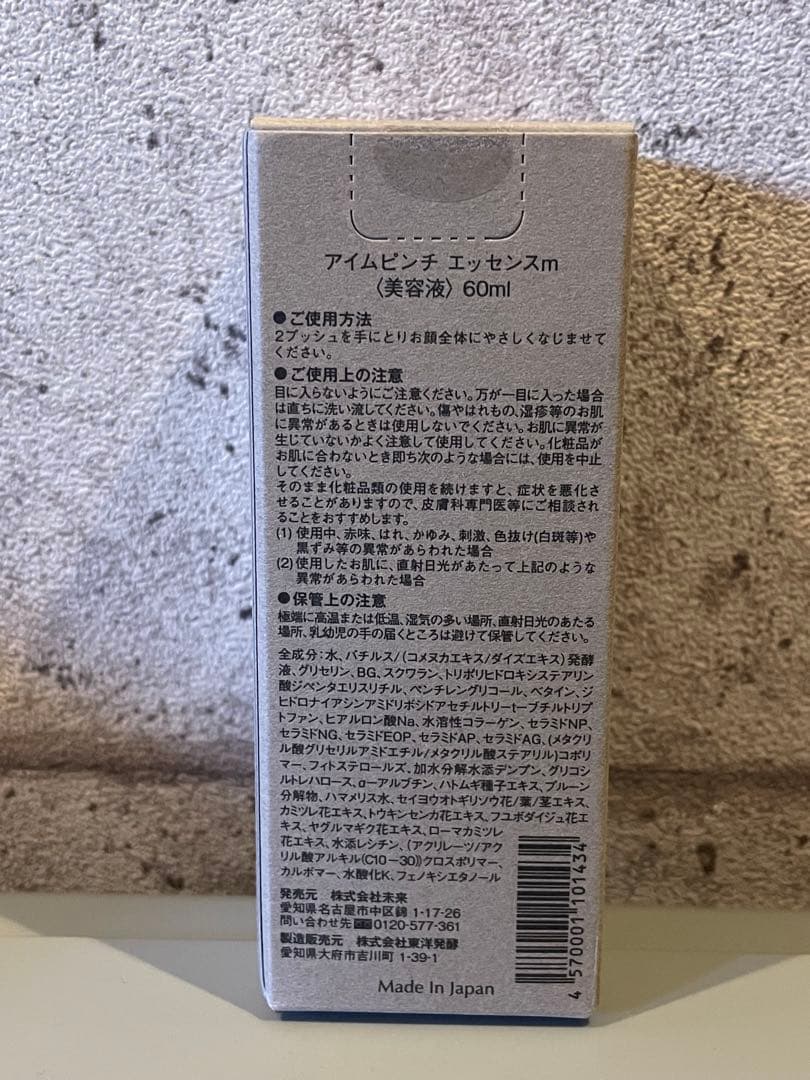 アイムピンチ エッセンスm
〈美容液〉60ml
●ご使用方法
2プッシュを手にとりお顔全体にやさしくなじませて
ください。
●ご使用上の注意
目に入らないようにご注意ください。万が一目に入った場合
は直ちに洗い流してください。傷やはれもの、湿疹等のお肌
に異常があるときは使用しないでください。お肌に異常が
生じていないかよく注意して使用してください。化粧品が
お肌に合わないとき即ち次のような場合には、使用を中止
してください。
そのまま化粧品類の使用を続けますと、症状を悪化さ
せることがありますので、皮膚科専門医等にご相談され
ることをおすすめします。
(1) 使用中、赤味、はれ、かゆみ、刺激、色抜け(白斑等)や
黒ずみ等の異常があらわれた場合
(2) 使用したお肌に、直射日光があたって上記のような
異常があらわれた場合
●保管上の注意
極端に高温または低温、湿気の多い場所、直射日光のあたる
場所、乳幼児の手の届くところは避けて保管してください。
全成分:水、バチルス/(コメヌカエキス/ダイズエキス)発酵
液、グリセリン、BG、スクワラン、トリポリヒドロキシステアリン
酸ジペンタエリスリチル、ペンチレングリコール、ベタイン、ジ
ヒドロナイアシンアミドリボシドアセチルトリーtーブチルトリプ
トファン、ヒアルロン酸Na、水溶性コラーゲン、セラミドNP、
セラミドNG、セラミドEOP、セラミドAP、セラミドAG、(メタクリ
ル酸グリセリルアミドエチル/メタクリル酸ステアリル)コポリ
マー、フィトステロールズ、加水分解水添デンプン、グリコシ
ルトレハロース、αーアルブチン、ハトムギ種子エキス、プルーン
分解物、ハマメリス水、セイヨウオトギリソウ花/葉/茎エキス、
カミツレ花エキス、トウキンセンカ花エキス、フユボダイジュ花エ
キス、ヤグルマギク花エキス、ローマカミツレ
花エキス、水添レシチン、(アクリレーツ/アク
リル酸アルキル(C10－30))クロスポリマー、
カルボマー、水酸化K、フェノキシエタノール
発売元 株式会社未来
愛知県名古屋市中区錦 1-17-26
問い合わせ先 0120-577-361
製造販売元 株式会社東洋発酵
愛知県大府市吉川町 1-39-1
Made In Japan
4 570001 101434